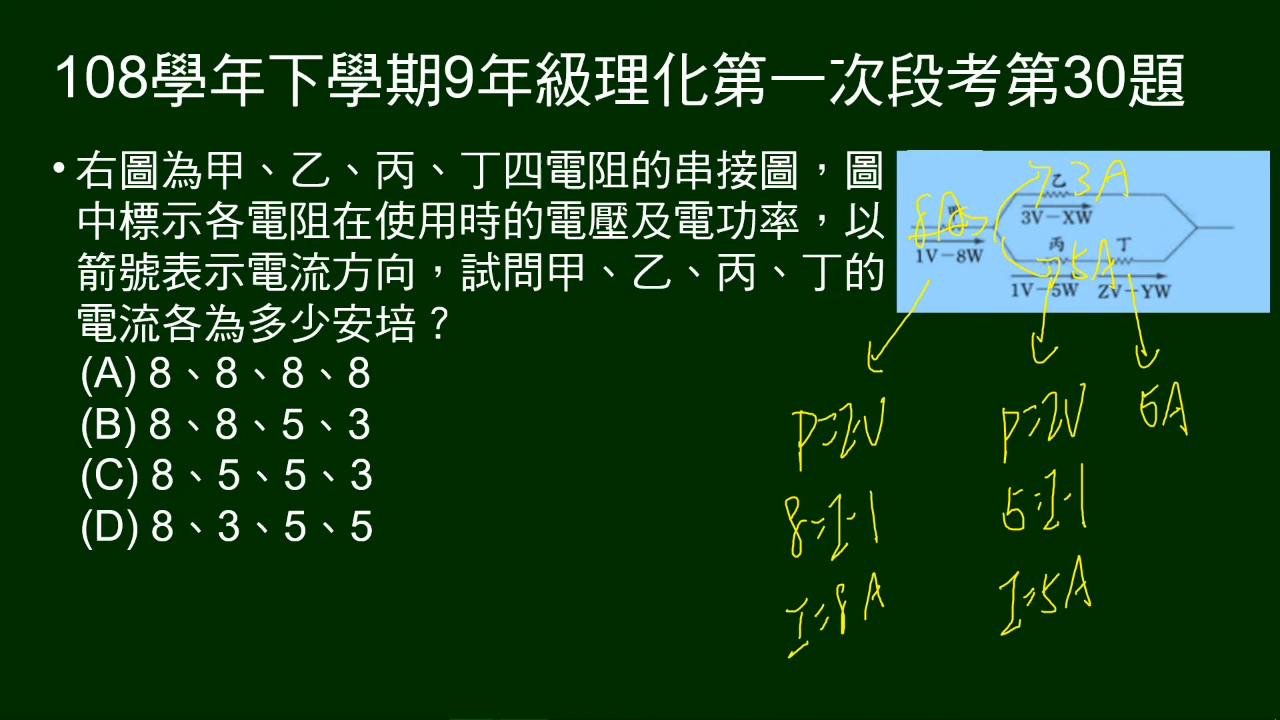 108學年下學期9年級理化第一次段考第30題
• 右圖為甲、乙、丙、丁四電阻的串接圖，圖
中標示各電阻在使用時的電壓及電功率，以
箭號表示電流方向，試問甲、乙、丙、丁的
電流各為多少安培？
(A) 8、8、8、8
(B) 8、8、5、3
(C) 8、5、5、3
(D) 8、3、5、5
乙 3A
3V-XW
8A
1V-8W
丙 5A 丁
1V-5W ZV-YW
P=IV
8=I·1
I=8A
P=IV
5=I·1
I=5A
5A